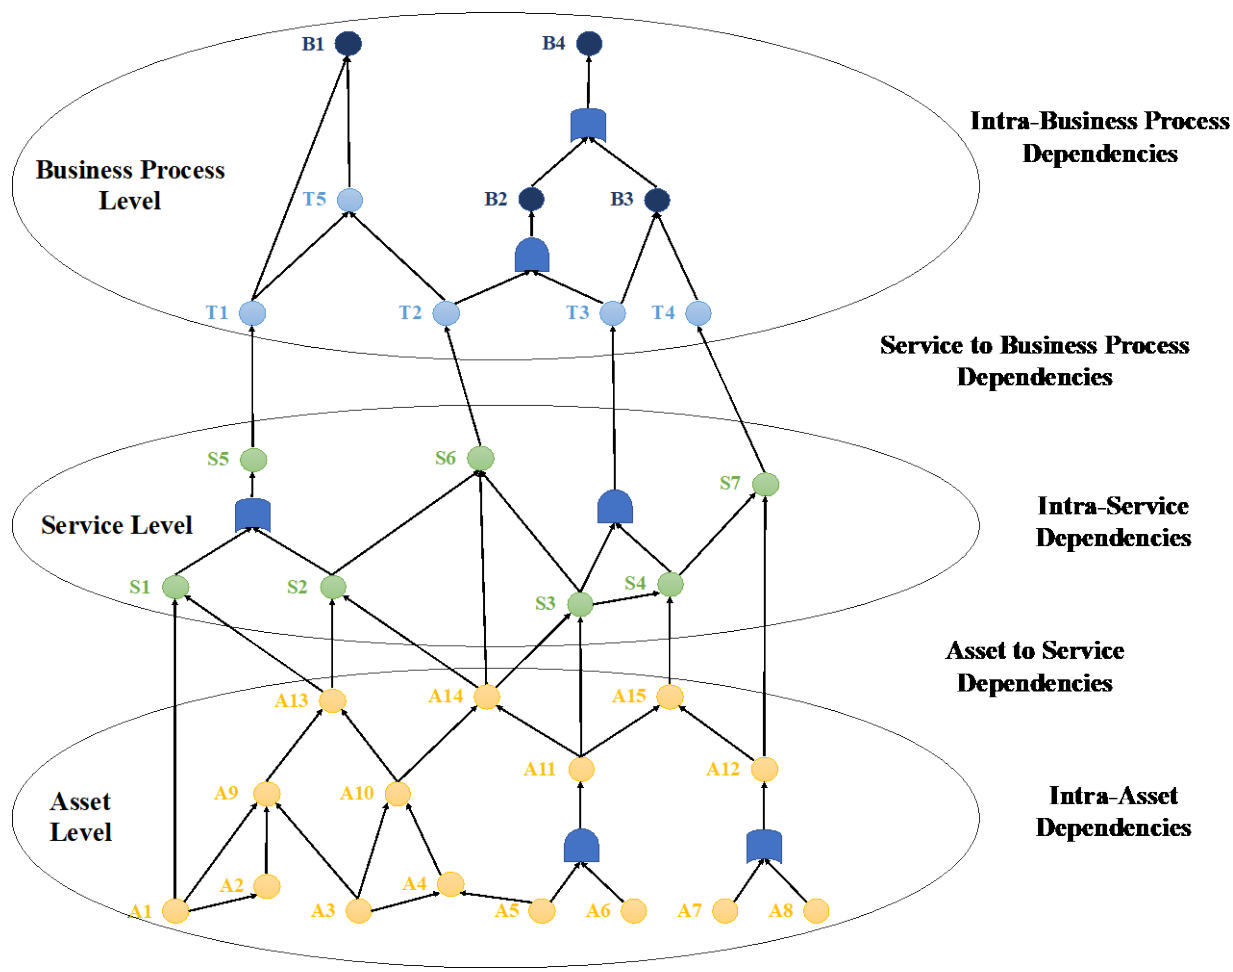 B1
B4
Intra-Business Process
Dependencies
Business Process
Level
T5
B2
B3
T1
T2
T3
T4
Service to Business Process
Dependencies
S5
S6
S7
Service Level
Intra-Service
Dependencies
S1
S2
S3
S4
Asset to Service
Dependencies
A13
A14
A15
A11
A12
A9
A10
Asset
Level
Intra-Asset
Dependencies
A2
A4
A1
A3
A5
A6
A7
A8